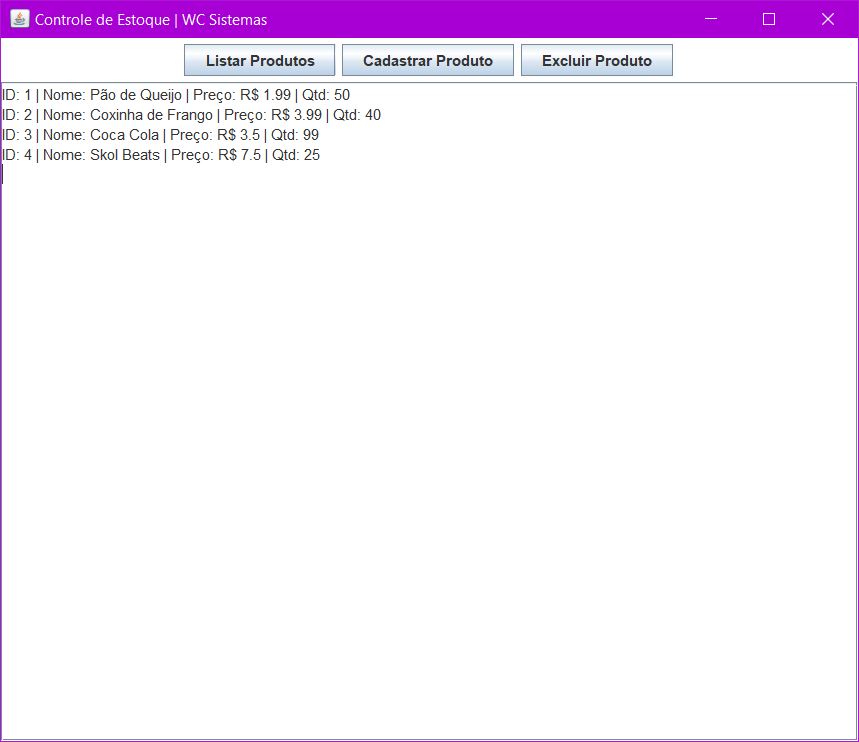 Controle de Estoque | WC Sistemas
Listar Produtos Cadastrar Produto Excluir Produto
ID: 1 | Nome: Pão de Queijo | Preço: R$ 1.99 | Qtd: 50
ID: 2 | Nome: Coxinha de Frango | Preço: R$ 3.99 | Qtd: 40
ID: 3 | Nome: Coca Cola | Preço: R$ 3.5 | Qtd: 99
ID: 4 | Nome: Skol Beats | Preço: R$ 7.5 | Qtd: 25